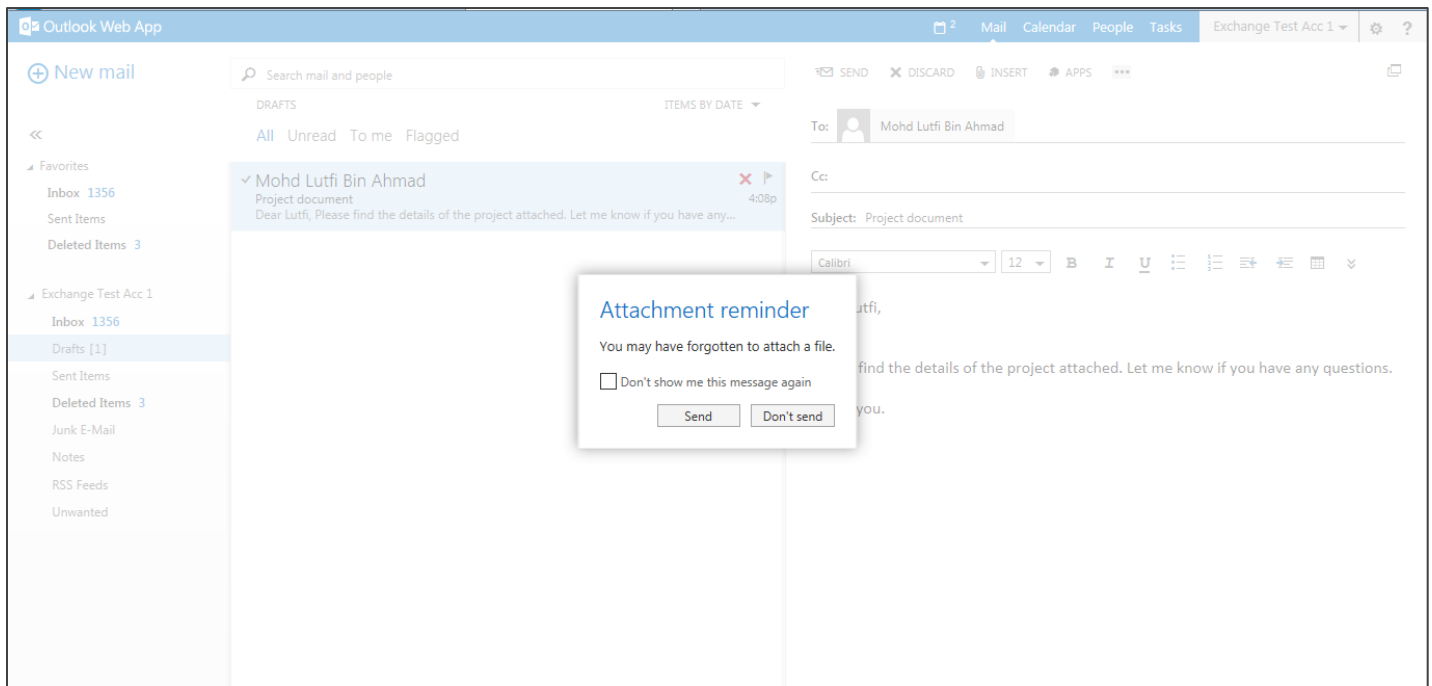 Outlook Web App
2 Mail Calendar People Tasks Exchange Test Acc 1 ?
New mail
Favorites
Inbox 1356
Sent Items
Deleted Items 3
Exchange Test Acc 1
Inbox 1356
Drafts [1]
Sent Items
Deleted Items 3
Junk E-Mail
Notes
RSS Feeds
Unwanted
Search mail and people
DRAFTS ITEMS BY DATE
All Unread To me Flagged
Mohd Lutfi Bin Ahmad
Project document 4:08p
Dear Lutfi, Please find the details of the project attached. Let me know if you have any...
SEND DISCARD INSERT APPS
To: Mohd Lutfi Bin Ahmad
Cc:
Subject: Project document
Calibri 12 B I U
utfi,
find the details of the project attached. Let me know if you have any questions.
you.
Attachment reminder
You may have forgotten to attach a file.
Don't show me this message again
Send Don't send